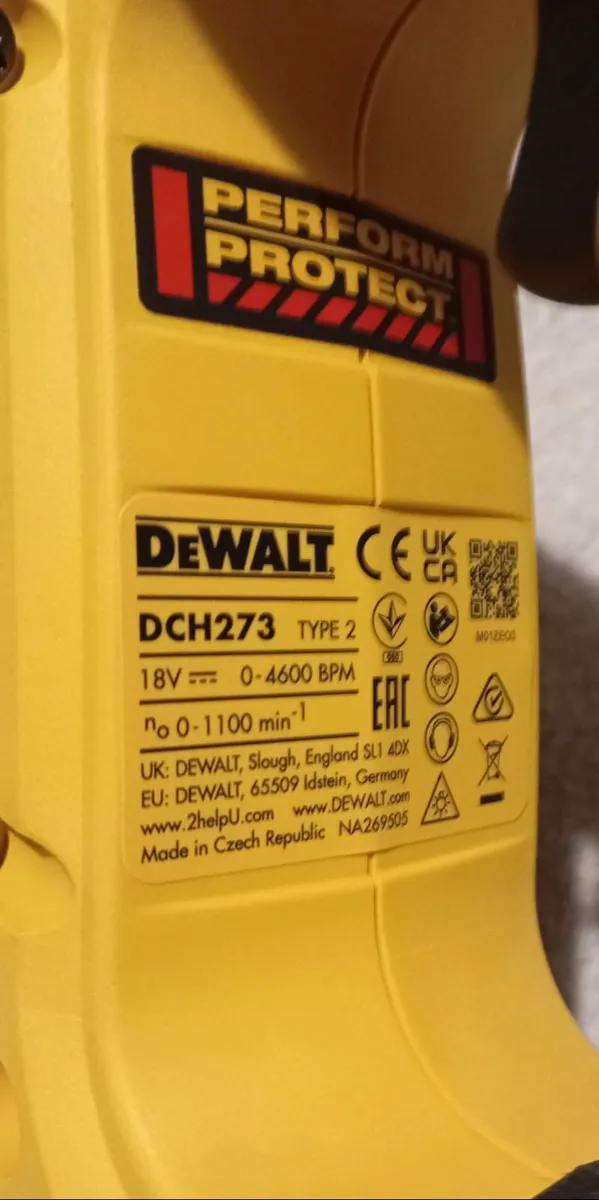 PERFORM
PROTECT
DEWALT
CE
UK
CA
DCH273 TYPE 2
18V ⎓ 0-4600 BPM
n₀ 0-1100 min⁻¹
EAC
UK: DEWALT, Slough, England SL1 4DX
EU: DEWALT, 65509 Idstein, Germany
www.2helpU.com www.DEWALT.com
Made in Czech Republic NA269505